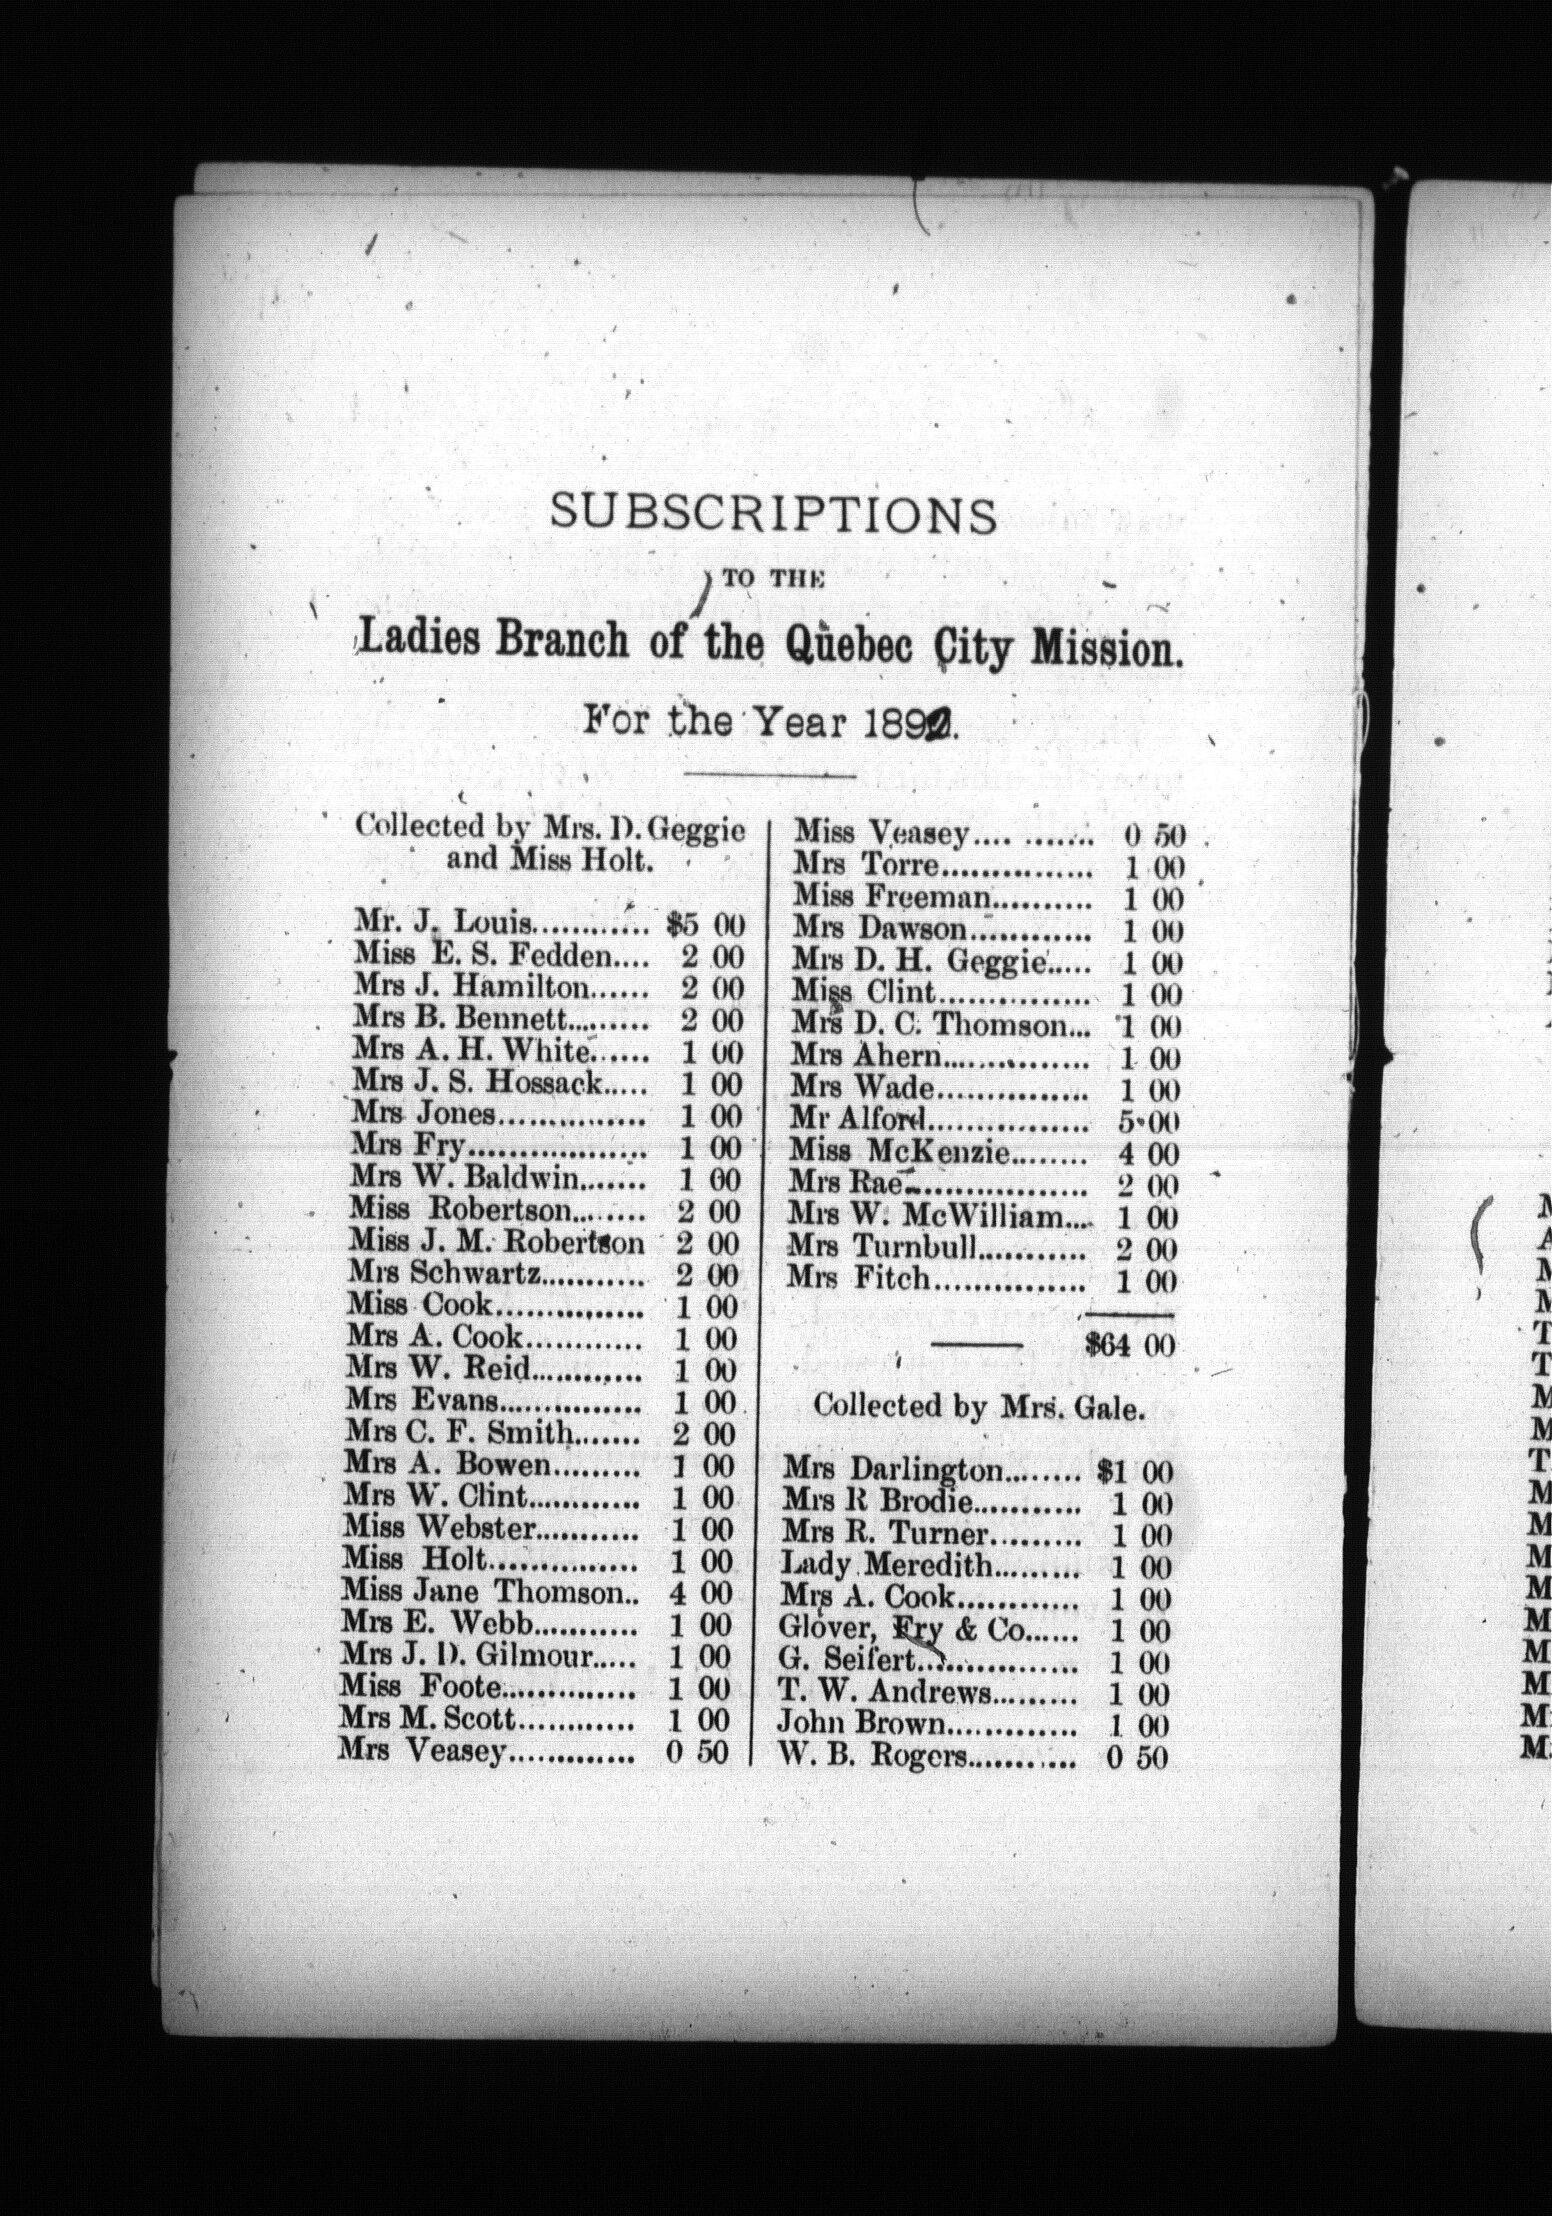 SUBSCRIPTIONS
TO THE
Ladies Branch of the Quebec City Mission.
For the Year 1892.
Collected by Mrs. D. Geggie
and Miss Holt.
Mr. J. Louis............ $5 00
Miss E. S. Fedden.... 2 00
Mrs J. Hamilton...... 2 00
Mrs B. Bennett......... 2 00
Mrs A. H. White...... 1 00
Mrs J. S. Hossack..... 1 00
Mrs Jones............... 1 00
Mrs Fry.................. 1 00
Mrs W. Baldwin....... 1 00
Miss Robertson........ 2 00
Miss J. M. Robertson 2 00
Mrs Schwartz........... 2 00
Miss Cook............... 1 00
Mrs A. Cook............ 1 00
Mrs W. Reid............ 1 00
Mrs Evans............... 1 00
Mrs C. F. Smith....... 2 00
Mrs A. Bowen......... 1 00
Mrs W. Clint............ 1 00
Miss Webster........... 1 00
Miss Holt............... 1 00
Miss Jane Thomson.. 4 00
Mrs E. Webb........... 1 00
Mrs J. D. Gilmour..... 1 00
Miss Foote.............. 1 00
Mrs M. Scott............ 1 00
Mrs Veasey............. 0 50
Miss Veasey.... ....... 0 50
Mrs Torre............... 1 00
Miss Freeman.......... 1 00
Mrs Dawson............ 1 00
Mrs D. H. Geggie..... 1 00
Miss Clint............... 1 00
Mrs D. C. Thomson... 1 00
Mrs Ahern............... 1 00
Mrs Wade............... 1 00
Mr Alford................ 5 00
Miss McKenzie........ 4 00
Mrs Rae.................. 2 00
Mrs W. McWilliam... 1 00
Mrs Turnbull........... 2 00
Mrs Fitch............... 1 00
$64 00
Collected by Mrs. Gale.
Mrs Darlington........ $1 00
Mrs R Brodie........... 1 00
Mrs R. Turner......... 1 00
Lady Meredith......... 1 00
Mrs A. Cook............ 1 00
Glover, Fry & Co...... 1 00
G. Seifert................ 1 00
T. W. Andrews......... 1 00
John Brown............. 1 00
W. B. Rogers........... 0 50